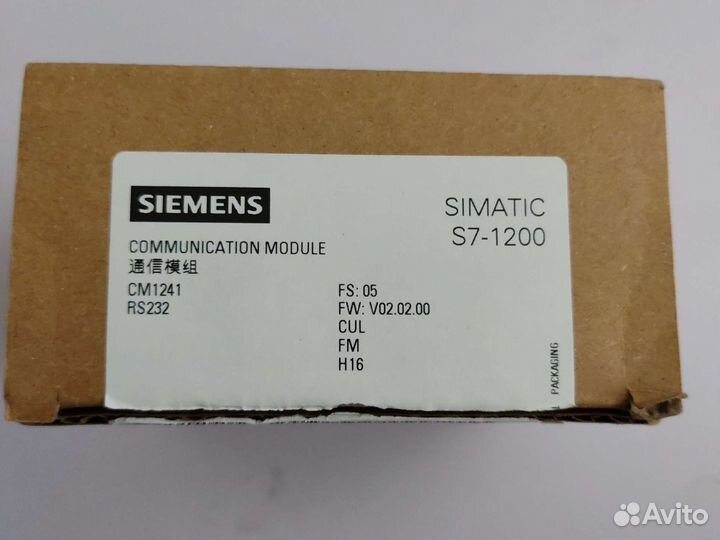 SIEMENS
SIMATIC
S7-1200
COMMUNICATION MODULE
通信模组
CM1241
RS232
FS: 05
FW: V02.02.00
CUL
FM
H16
PACKAGING
Avito